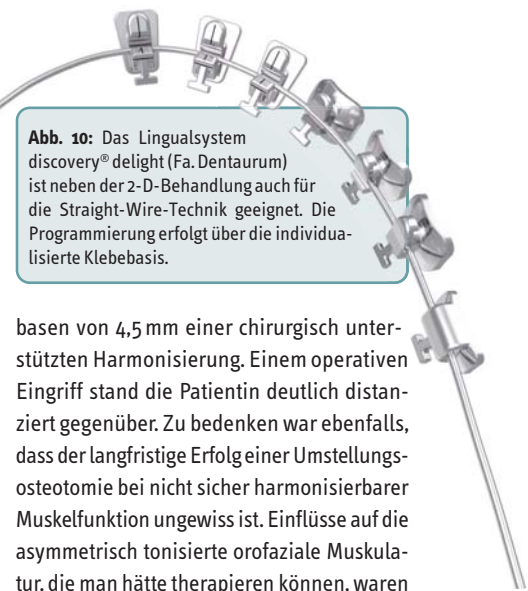 Abb. 10: Das Lingualsystem
discovery® delight (Fa. Dentaurum)
ist neben der 2-D-Behandlung auch für
die Straight-Wire-Technik geeignet. Die
Programmierung erfolgt über die individua-
lisierte Klebebasis.
basen von 4,5 mm einer chirurgisch unter-
stützten Harmonisierung. Einem operativen
Eingriff stand die Patientin deutlich distan-
ziert gegenüber. Zu bedenken war ebenfalls,
dass der langfristige Erfolg einer Umstellungs-
osteotomie bei nicht sicher harmonisierbarer
Muskelfunktion ungewiss ist. Einflüsse auf die
asymmetrisch tonisierte orofaziale Muskula-
tur, die man hätte therapieren können, waren